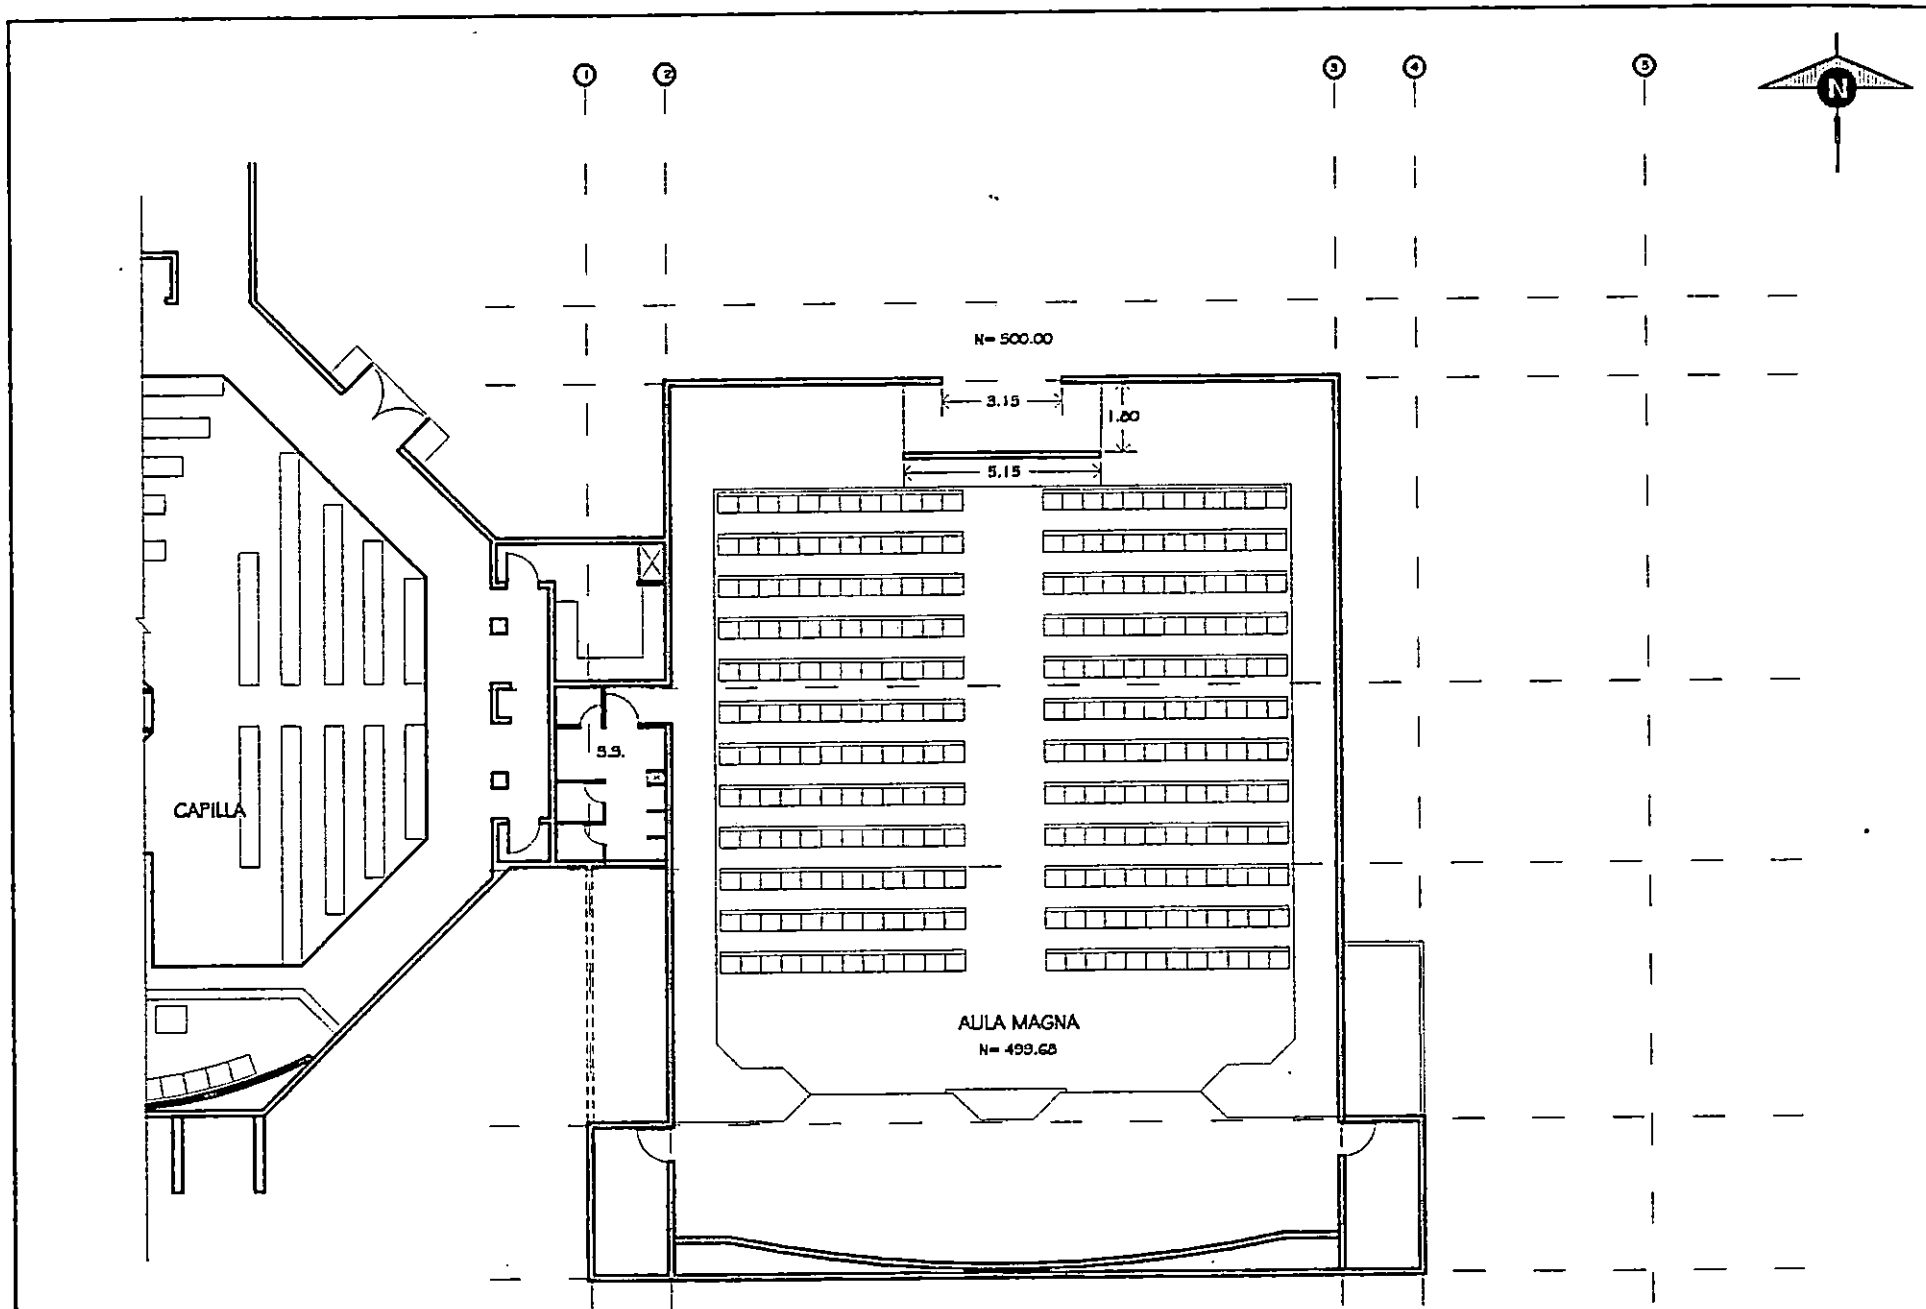 1 2 3 4 5
N
N= 500.00
3.15
1.80
5.15
S.S.
CAPILLA
AULA MAGNA
N= 499.68